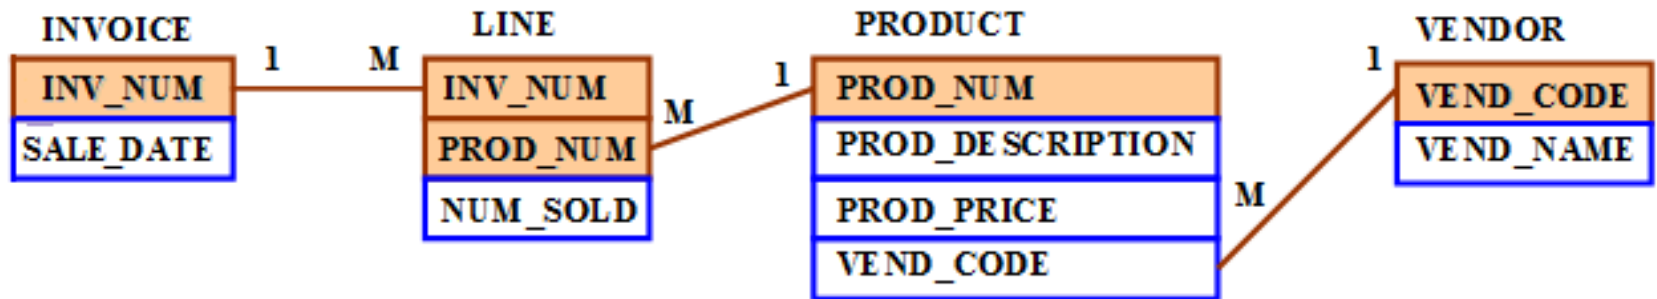 INVOICE
INV_NUM
SALE_DATE
1
M
LINE
INV_NUM
PROD_NUM
NUM_SOLD
M
1
PRODUCT
PROD_NUM
PROD_DESCRIPTION
PROD_PRICE
VEND_CODE
M
1
VENDOR
VEND_CODE
VEND_NAME